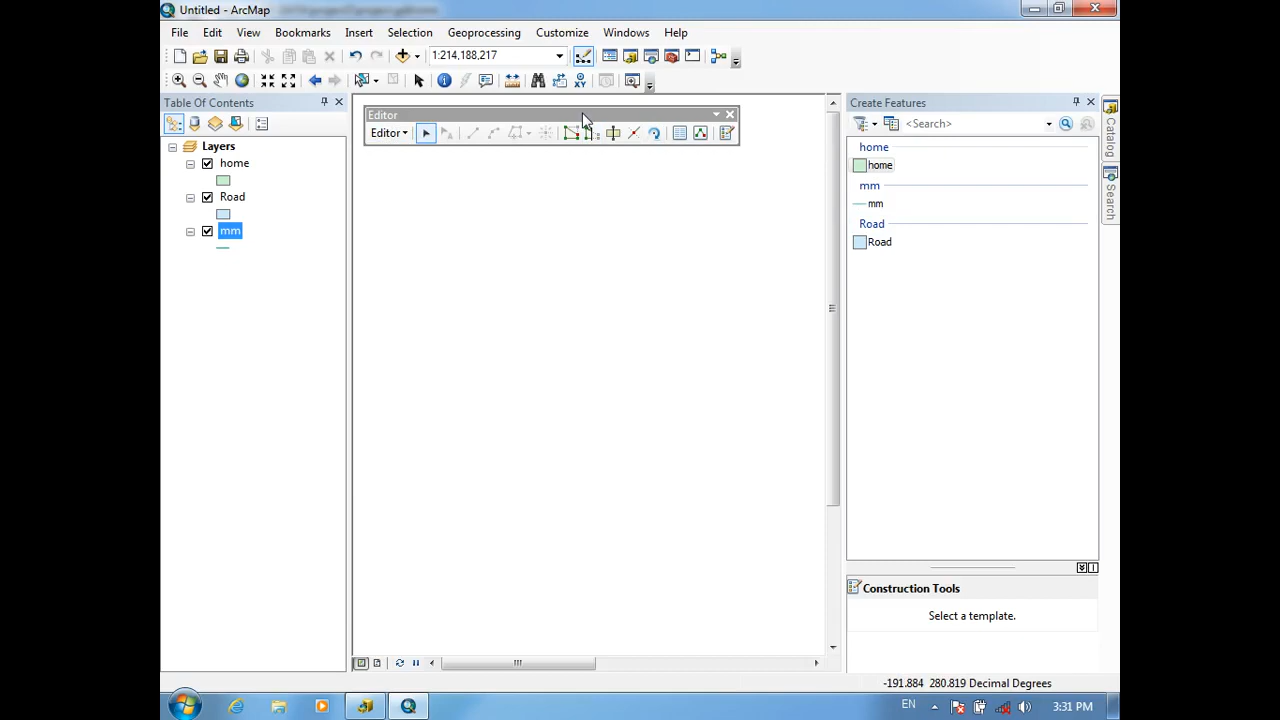 Untitled - ArcMap
File Edit View Bookmarks Insert Selection Geoprocessing Customize Windows Help
1:214,188,217
Table Of Contents
Layers
home
Road
mm
Editor
Editor
Create Features
<Search>
home
home
mm
mm
Road
Road
Catalog
Search
Construction Tools
Select a template.
-191.884 280.819 Decimal Degrees
EN
3:31 PM